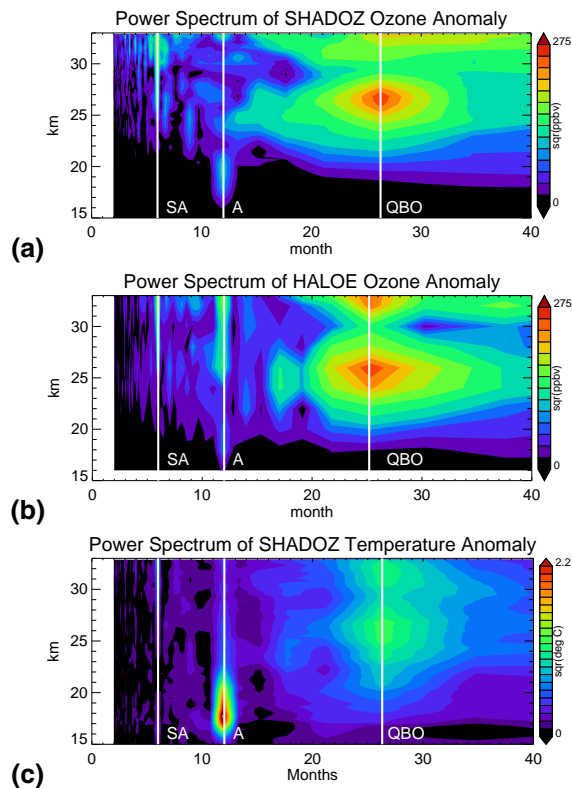 Power Spectrum of SHADOZ Ozone Anomaly
275
30
25
20
15
km
sqr(ppbv)
SA
A
QBO
0
0
10
20
30
40
month
(a)
Power Spectrum of HALOE Ozone Anomaly
275
30
25
20
15
km
sqr(ppbv)
SA
A
QBO
0
0
10
20
30
40
month
(b)
Power Spectrum of SHADOZ Temperature Anomaly
2.2
30
25
20
15
km
sqr(deg C)
SA
A
QBO
0
0
10
20
30
40
Months
(c)